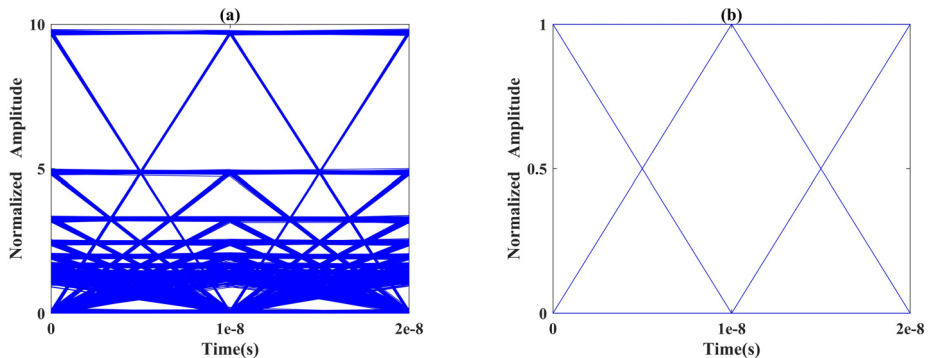 (a)
10
5
0
Normalized Amplitude
0
1e-8
2e-8
Time(s)
(b)
1
0.5
0
Normalized Amplitude
0
1e-8
2e-8
Time(s)